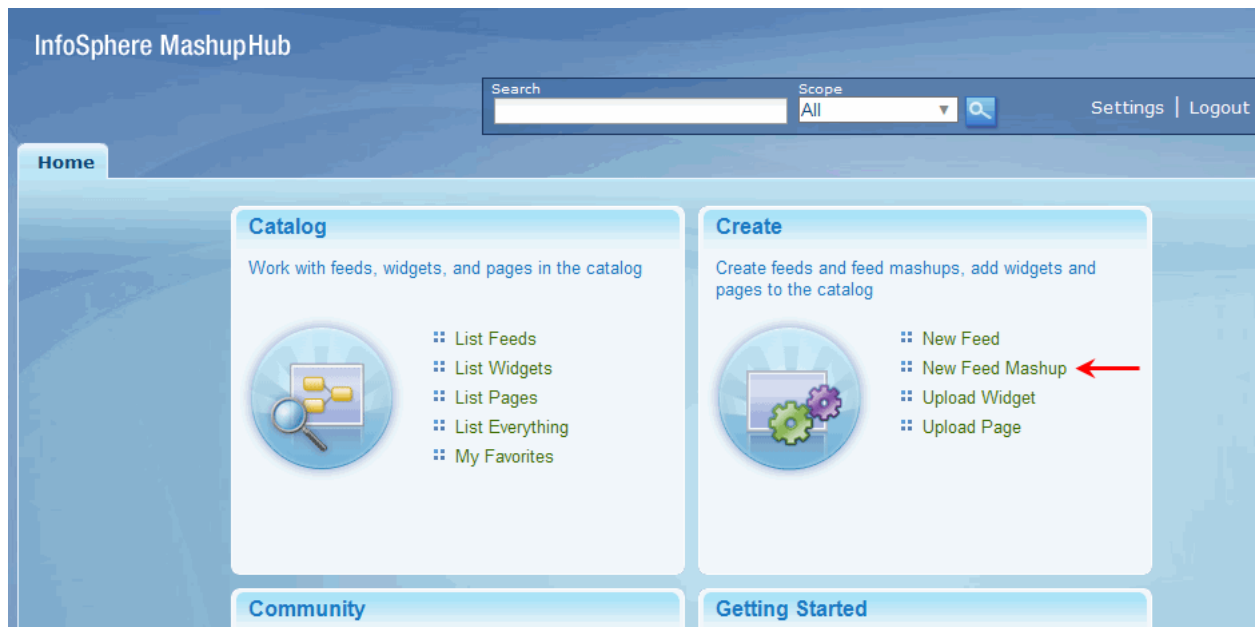 InfoSphere MashupHub
Search
Scope
All
Settings | Logout
Home
Catalog
Work with feeds, widgets, and pages in the catalog
List Feeds
List Widgets
List Pages
List Everything
My Favorites
Create
Create feeds and feed mashups, add widgets and
pages to the catalog
New Feed
New Feed Mashup
Upload Widget
Upload Page
Community
Getting Started